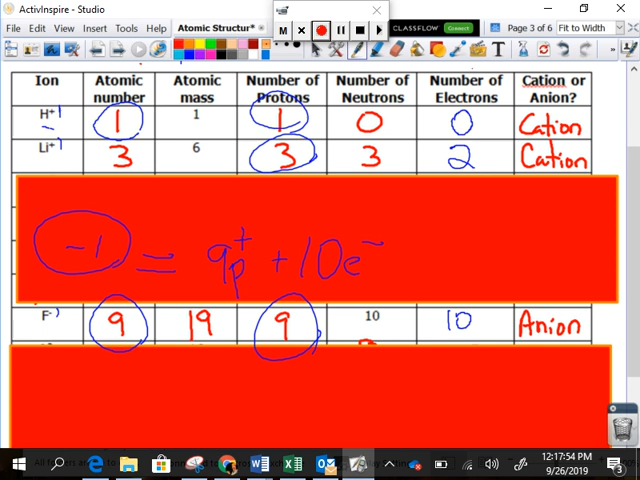 ActivInspire - Studio
Atomic Structur*
M
CLASSFLOW
Page 3 of 6
Fit to Width
File Edit View Insert Tools Help
Ion Atomic number Atomic mass Number of Protons Number of Neutrons Number of Electrons Cation or Anion?
H+1 1 1 1 0 0 Cation
Li+1 3 6 3 3 2 Cation
-1 = 9p+ + 10e-
F-1 9 19 9 10 10 Anion
12:17:54 PM
9/26/2019
3